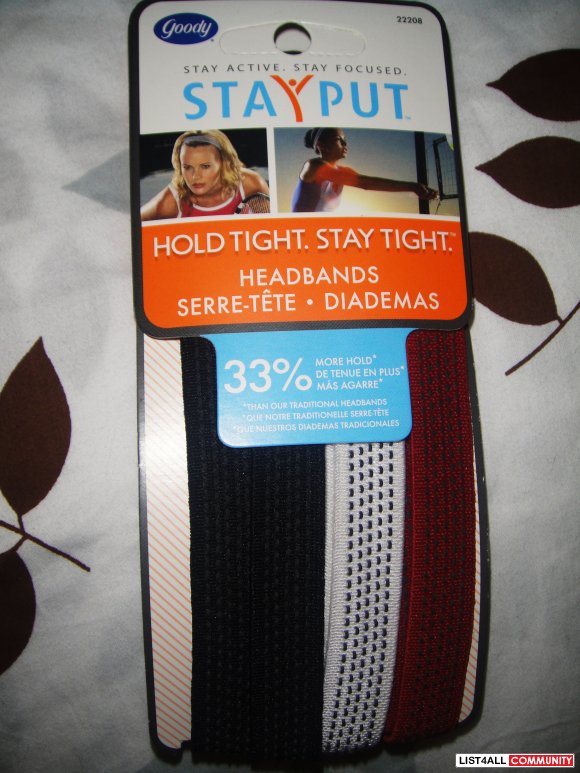 Goody
22208
STAY ACTIVE. STAY FOCUSED.
STAYPUT™
HOLD TIGHT. STAY TIGHT.™
HEADBANDS
SERRE-TÊTE • DIADEMAS
33% MORE HOLD*
DE TENUE EN PLUS*
MÁS AGARRE*
*THAN OUR TRADITIONAL HEADBANDS
*QUE NOTRE TRADITIONELLE SERRE-TÊTE
*QUE NUESTROS DIADEMAS TRADICIONALES
LIST4ALL COMMUNITY